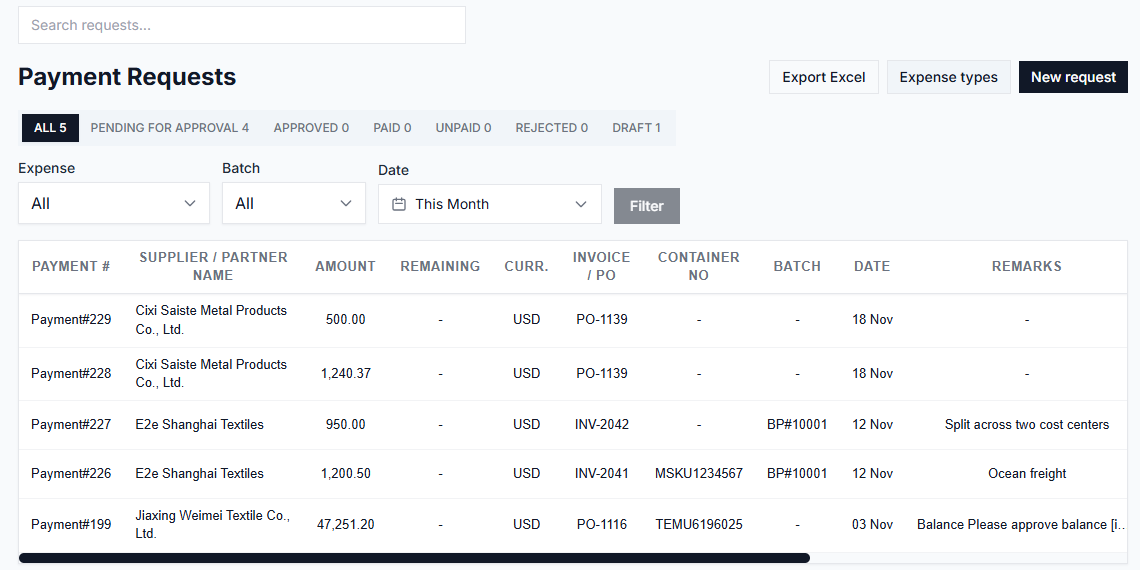 Search requests...
Payment Requests
Export Excel Expense types New request
ALL 5 PENDING FOR APPROVAL 4 APPROVED 0 PAID 0 UNPAID 0 REJECTED 0 DRAFT 1
Expense Batch Date
All All This Month Filter
PAYMENT # SUPPLIER / PARTNER NAME AMOUNT REMAINING CURR. INVOICE / PO CONTAINER NO BATCH DATE REMARKS
Payment#229 Cixi Saiste Metal Products Co., Ltd. 500.00 - USD PO-1139 - - 18 Nov -
Payment#228 Cixi Saiste Metal Products Co., Ltd. 1,240.37 - USD PO-1139 - - 18 Nov -
Payment#227 E2e Shanghai Textiles 950.00 - USD INV-2042 - BP#10001 12 Nov Split across two cost centers
Payment#226 E2e Shanghai Textiles 1,200.50 - USD INV-2041 MSKU1234567 BP#10001 12 Nov Ocean freight
Payment#199 Jiaxing Weimei Textile Co., Ltd. 47,251.20 - USD PO-1116 TEMU6196025 - 03 Nov Balance Please approve balance [i...